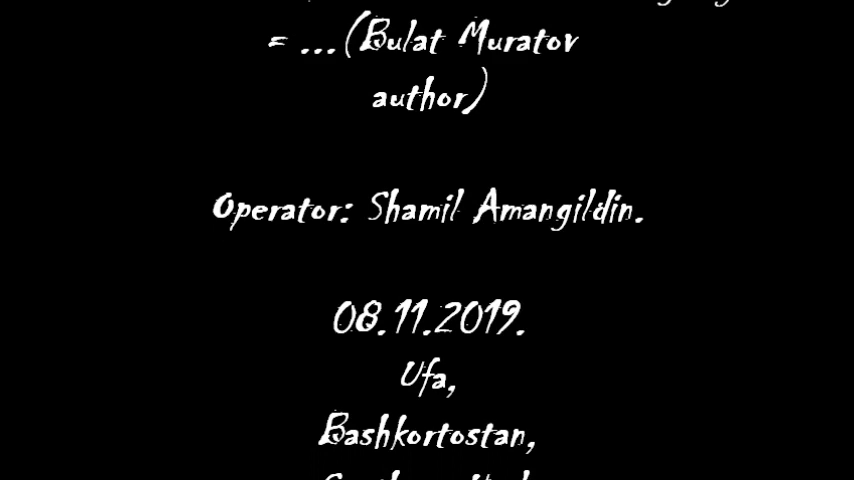 = ...(Bulat Muratov
author)
Operator: Shamil Amangildin.
08.11.2019.
Ufa,
Bashkortostan,